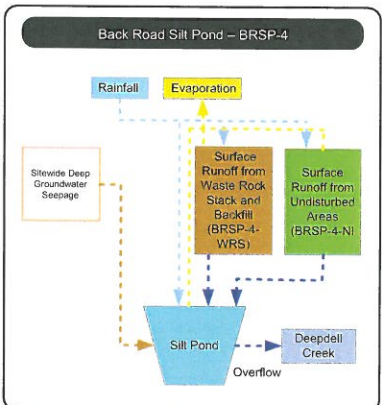 Back Road Silt Pond – BRSP-4
Rainfall
Evaporation
Sitewide Deep
Groundwater
Seepage
Surface
Runoff from
Waste Rock
Stack and
Backfill
(BRSP-4-
WRS)
Surface
Runoff from
Undisturbed
Areas
(BRSP-4-N)
Silt Pond
Deepdell
Creek
Overflow